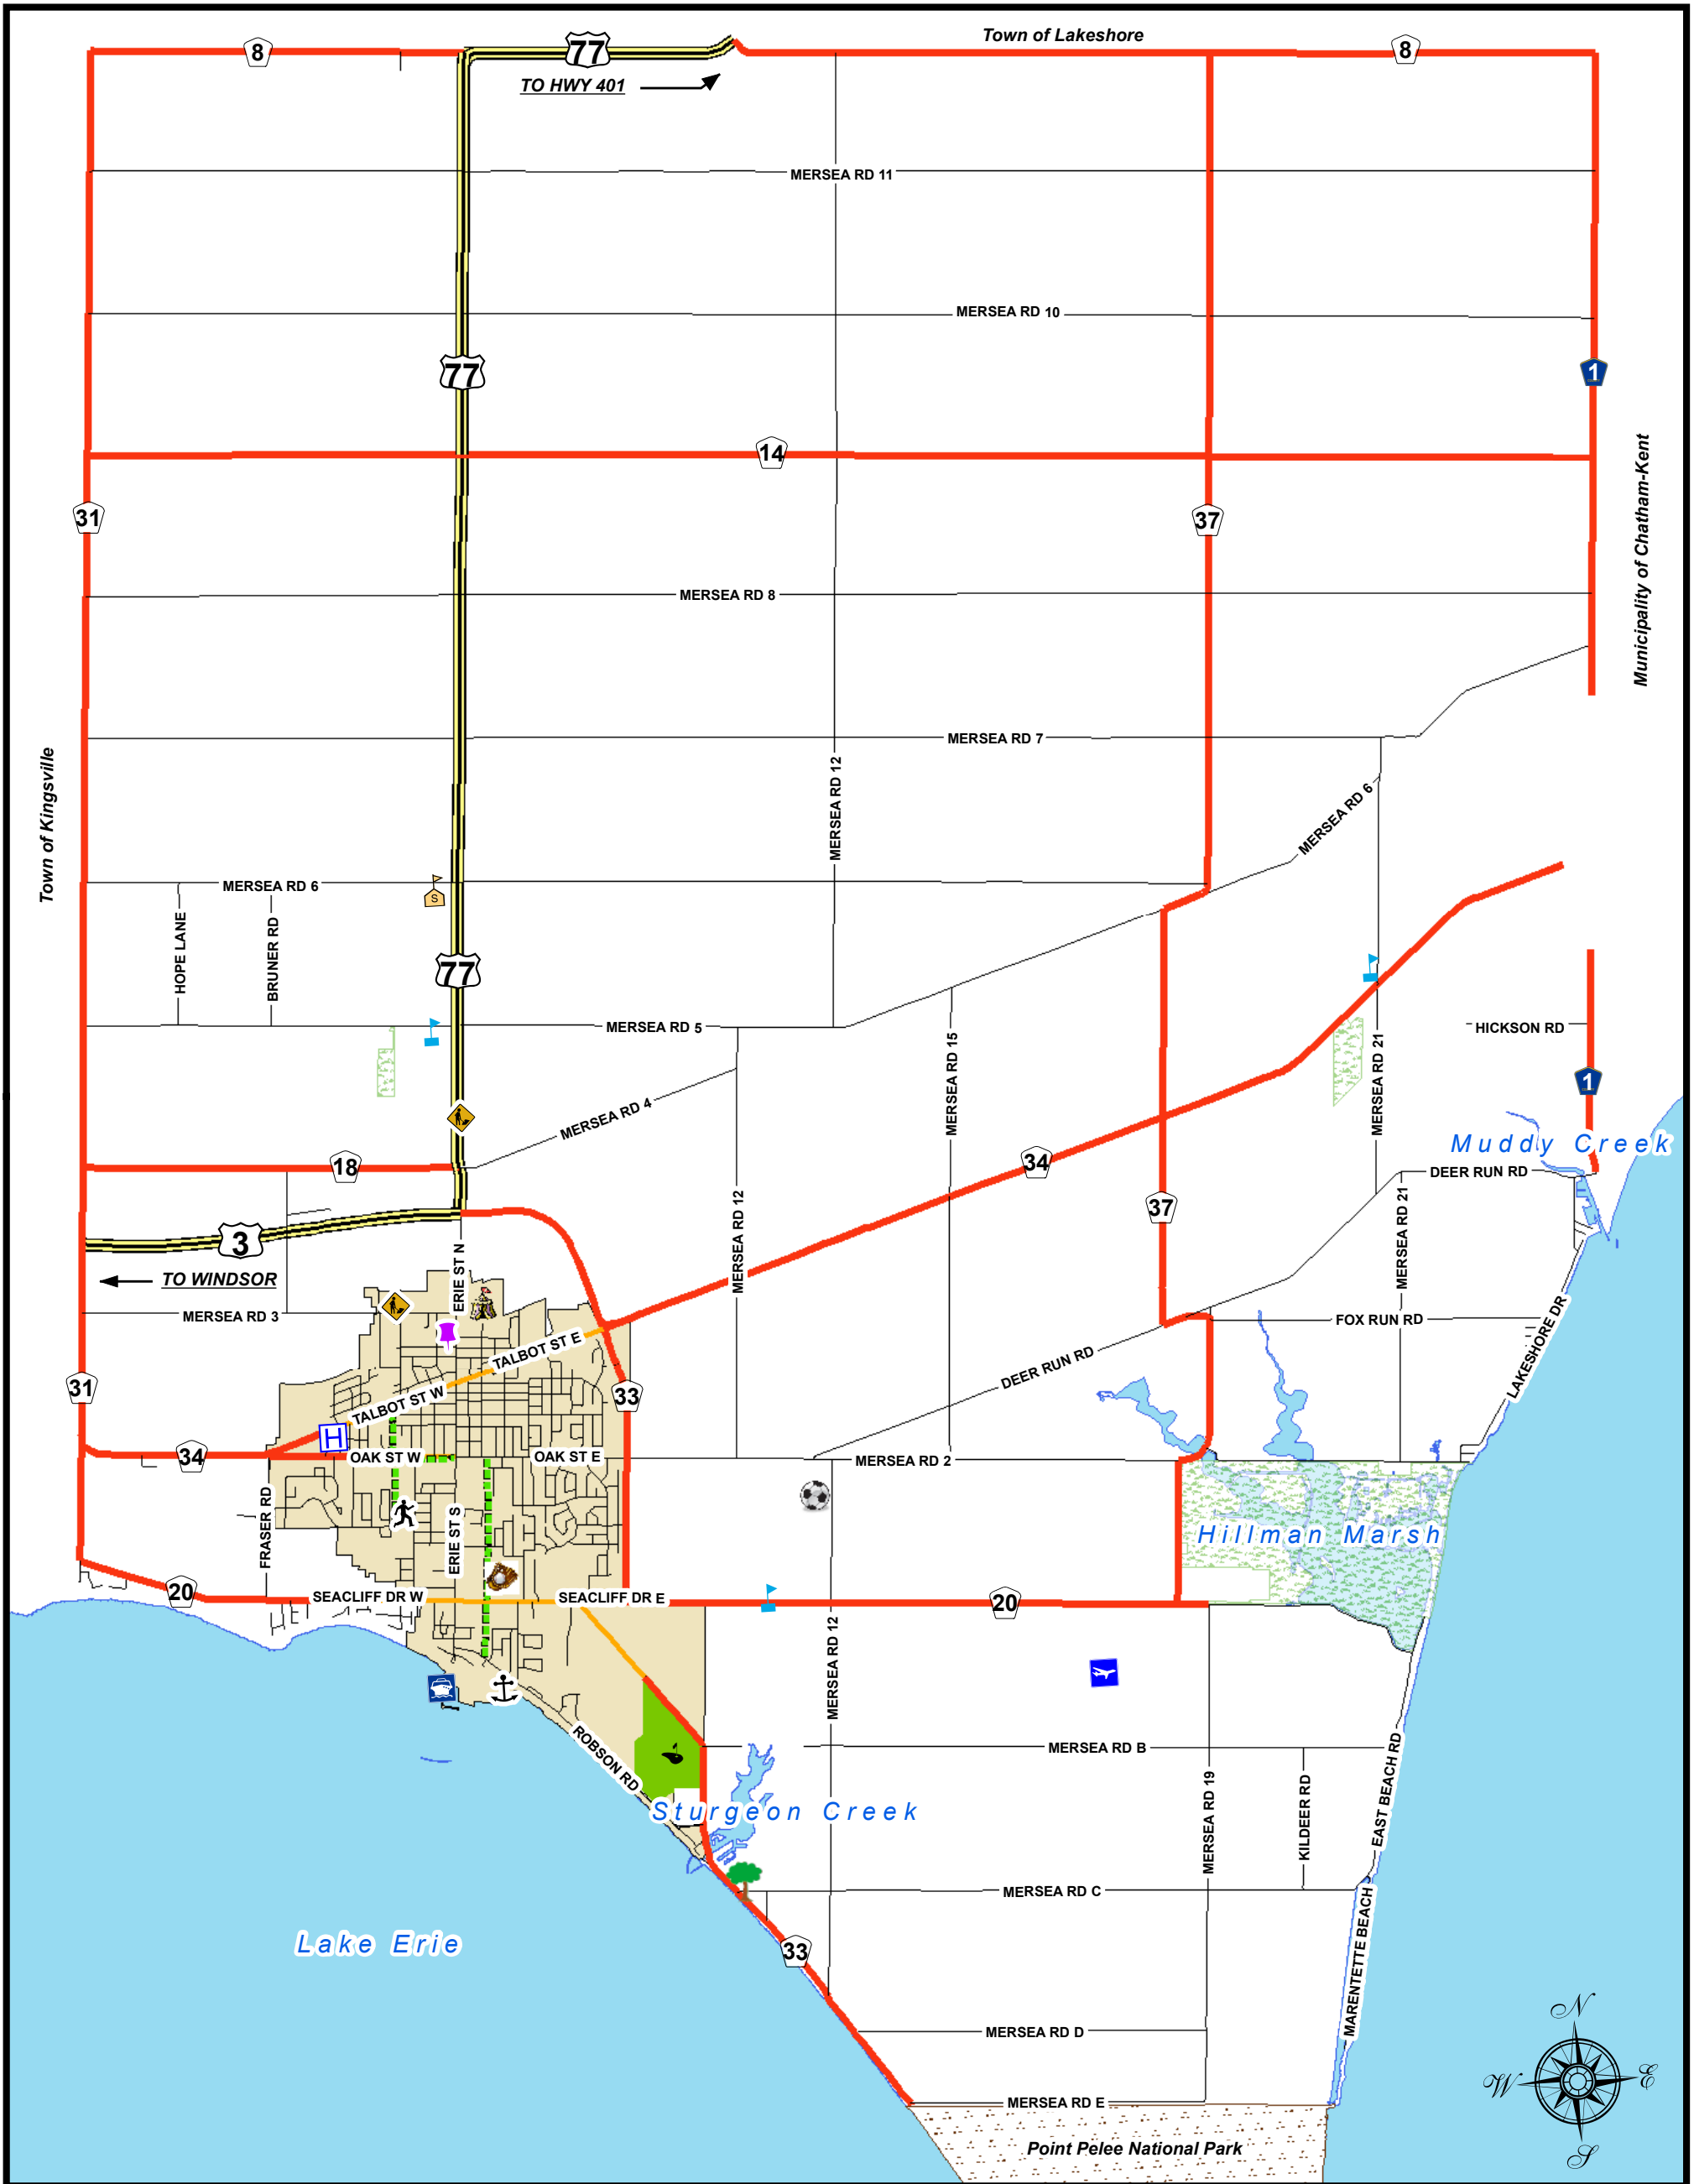 Town of Lakeshore
8
77
8
TO HWY 401
MERSEA RD 11
MERSEA RD 10
77
1
14
Municipality of Chatham-Kent
31
37
MERSEA RD 8
MERSEA RD 7
Town of Kingsville
MERSEA RD 12
MERSEA RD 6
MERSEA RD 6
S
HOPE LANE
BRUNER RD
77
MERSEA RD 5
HICKSON RD
MERSEA RD 15
MERSEA RD 21
1
MERSEA RD 4
Muddy Creek
18
34
DEER RUN RD
37
MERSEA RD 12
MERSEA RD 21
3
ERIE ST N
TO WINDSOR
MERSEA RD 3
FOX RUN RD
LAKESHORE DR
TALBOT ST E
DEER RUN RD
31
TALBOT ST W
33
H
34
OAK ST W
OAK ST E
MERSEA RD 2
FRASER RD
ERIE ST S
Hillman Marsh
20
SEACLIFF DR W
SEACLIFF DR E
20
MERSEA RD 12
ROBSON RD
MERSEA RD B
EAST BEACH RD
Sturgeon Creek
MERSEA RD 19
KILDEER RD
MERSEA RD C
Lake Erie
33
MARENTETTE BEACH
N
MERSEA RD D
W
E
MERSEA RD E
Point Pelee National Park
S